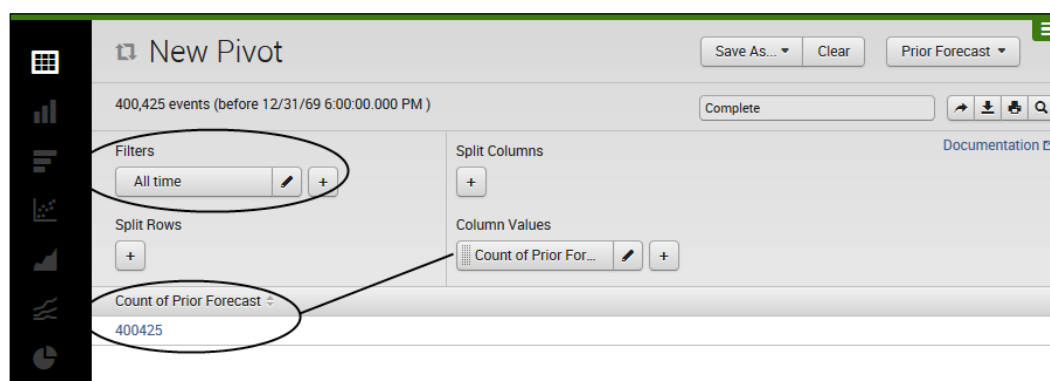 New Pivot
Save As...
Clear
Prior Forecast
400,425 events (before 12/31/69 6:00:00.000 PM )
Complete
Filters
Split Columns
Documentation
All time
+
+
Split Rows
Column Values
+
Count of Prior For...
+
Count of Prior Forecast
400425